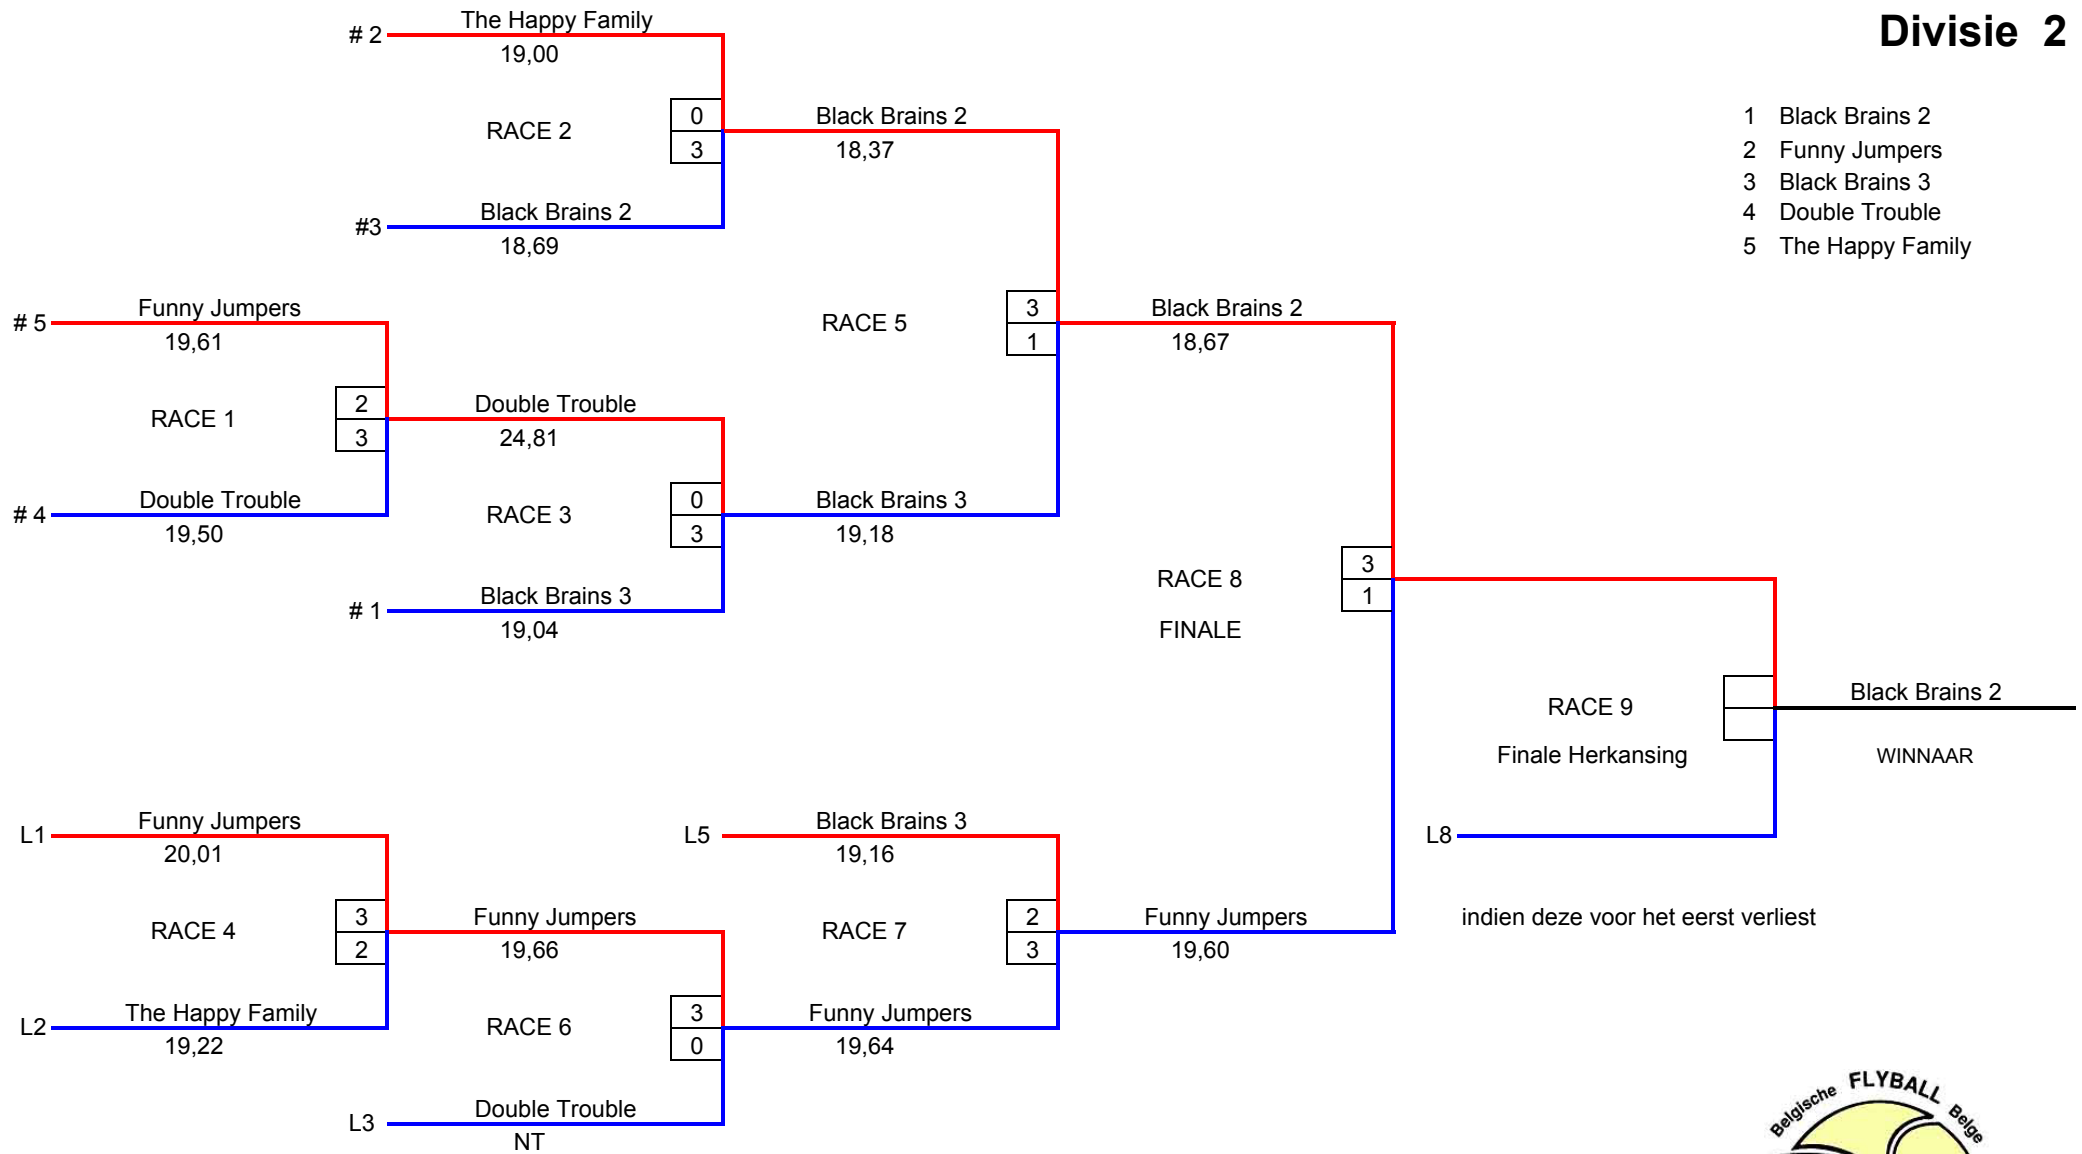 Divisie 2
1 Black Brains 2
2 Funny Jumpers
3 Black Brains 3
4 Double Trouble
5 The Happy Family
# 2 The Happy Family
19,00
RACE 2
0
3
#3 Black Brains 2
18,69
Black Brains 2
18,37
# 5 Funny Jumpers
19,61
RACE 1
2
3
# 4 Double Trouble
19,50
Double Trouble
24,81
RACE 3
0
3
# 1 Black Brains 3
19,04
RACE 5
3
1
Black Brains 3
19,18
Black Brains 2
18,67
RACE 8
FINALE
3
1
RACE 9
Finale Herkansing
Black Brains 2
WINNAAR
L8
indien deze voor het eerst verliest
L1 Funny Jumpers
20,01
RACE 4
3
2
L2 The Happy Family
19,22
Funny Jumpers
19,66
RACE 6
3
0
L3 Double Trouble
NT
L5 Black Brains 3
19,16
RACE 7
2
3
Funny Jumpers
19,64
Funny Jumpers
19,60
Belgische FLYBALL Belge